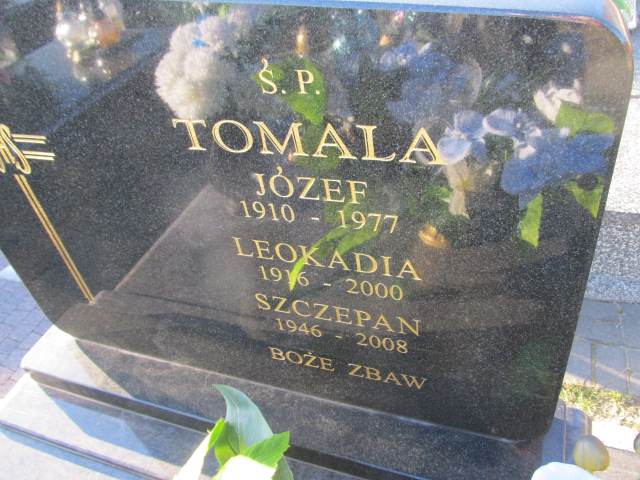 Ś. P.
TOMALA
JÓZEF
1910 - 1977
LEOKADIA
1916 - 2000
SZCZEPAN
1946 - 2008
BOŻE ZBAW